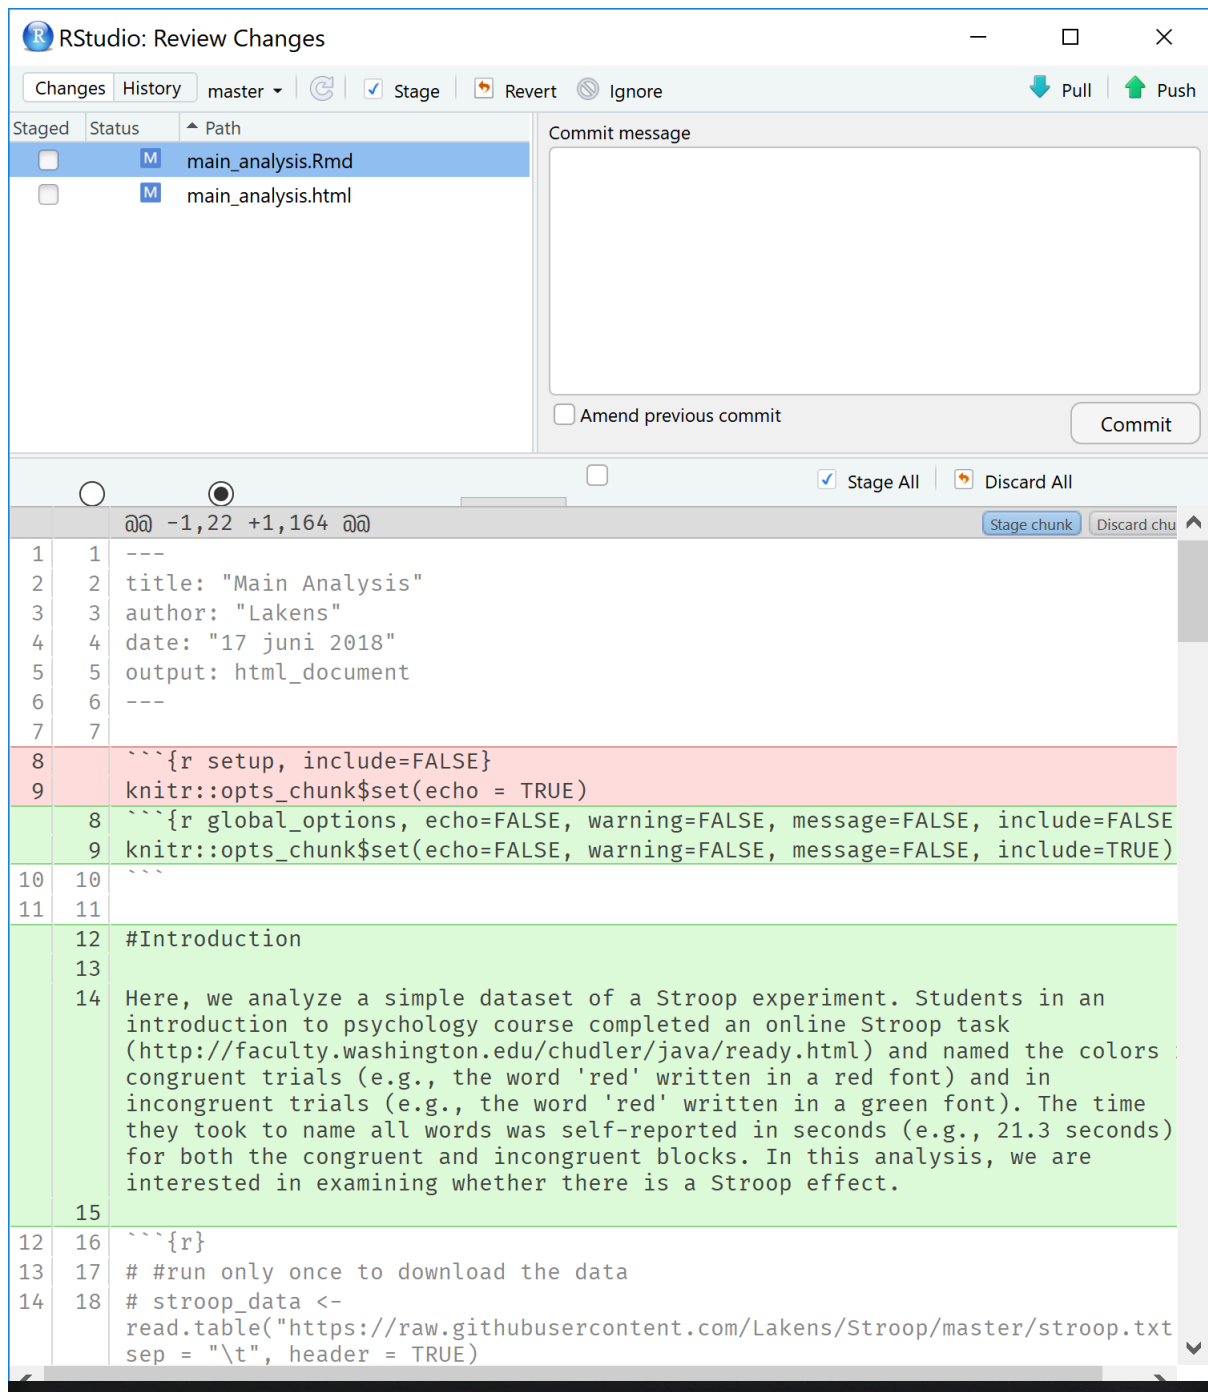 RStudio: Review Changes
Changes History master Stage Revert Ignore Pull Push
Staged Status Path
Commit message
M main_analysis.Rmd
M main_analysis.html
Amend previous commit
Commit
Stage All Discard All
@@ -1,22 +1,164 @@ Stage chunk Discard chu
1 1 ---
2 2 title: "Main Analysis"
3 3 author: "Lakens"
4 4 date: "17 juni 2018"
5 5 output: html_document
6 6 ---
7 7
8 ```{r setup, include=FALSE}
9 knitr::opts_chunk$set(echo = TRUE)
8 ```{r global_options, echo=FALSE, warning=FALSE, message=FALSE, include=FALSE
9 knitr::opts_chunk$set(echo=FALSE, warning=FALSE, message=FALSE, include=TRUE)
10 10 ```
11 11
12 #Introduction
13
14 Here, we analyze a simple dataset of a Stroop experiment. Students in an
introduction to psychology course completed an online Stroop task
(http://faculty.washington.edu/chudler/java/ready.html) and named the colors
congruent trials (e.g., the word 'red' written in a red font) and in
incongruent trials (e.g., the word 'red' written in a green font). The time
they took to name all words was self-reported in seconds (e.g., 21.3 seconds)
for both the congruent and incongruent blocks. In this analysis, we are
interested in examining whether there is a Stroop effect.
15
12 16 ```{r}
13 17 # #run only once to download the data
14 18 # stroop_data <-
read.table("https://raw.githubusercontent.com/Lakens/Stroop/master/stroop.txt
sep = "\t", header = TRUE)